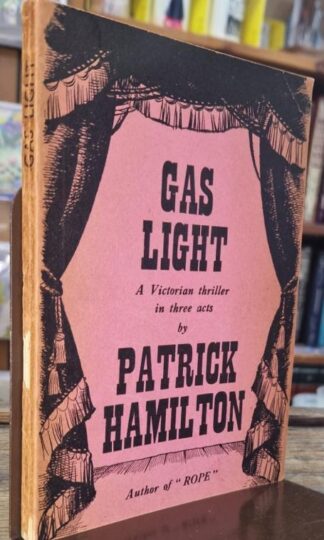 GAS LIGHT
GAS
LIGHT
A Victorian thriller
in three acts
by
PATRICK
HAMILTON
Author of "ROPE"